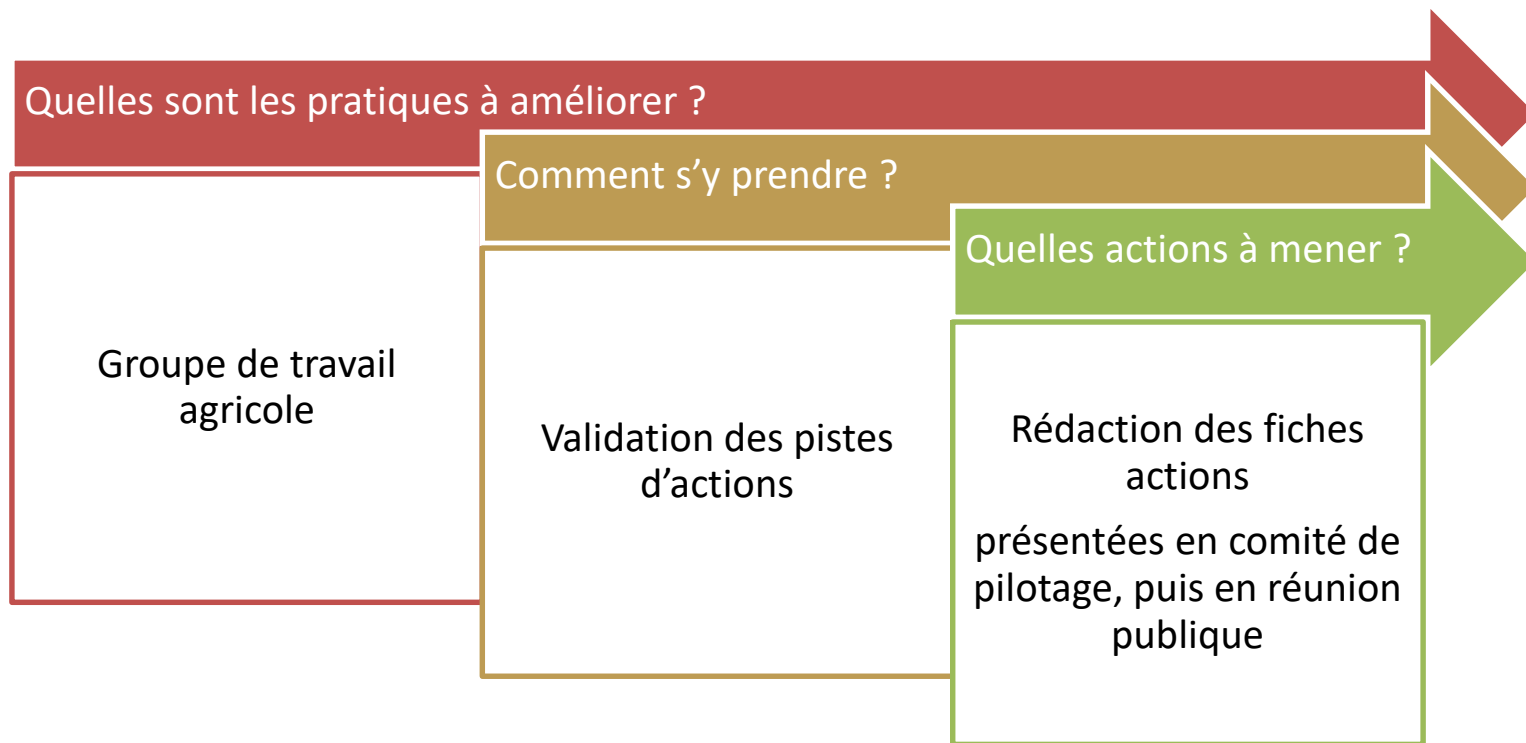 Quelles sont les pratiques à améliorer ?
Groupe de travail
agricole
Comment s’y prendre ?
Validation des pistes
d’actions
Quelles actions à mener ?
Rédaction des fiches
actions
présentées en comité de
pilotage, puis en réunion
publique